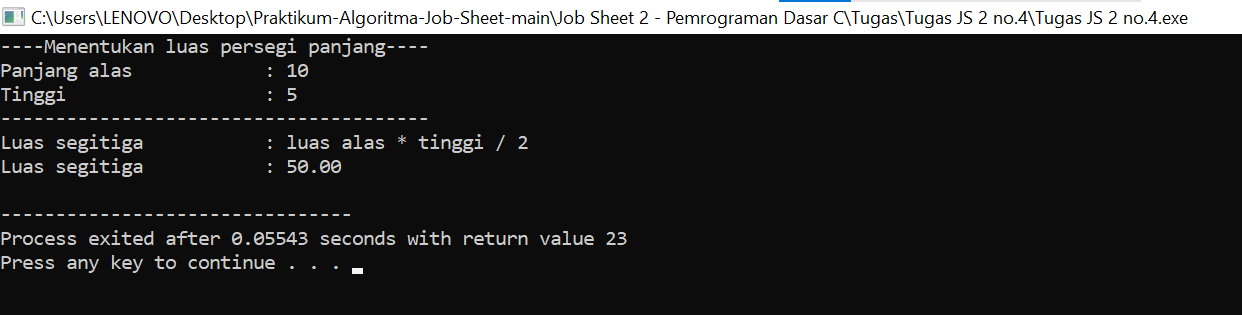 C:\Users\LENOVO\Desktop\Praktikum-Algoritma-Job-Sheet-main\Job Sheet 2 - Pemrograman Dasar C\Tugas\Tugas JS 2 no.4\Tugas JS 2 no.4.exe
----Menentukan luas persegi panjang----
Panjang alas : 10
Tinggi : 5
---------------------------------------
Luas segitiga : luas alas * tinggi / 2
Luas segitiga : 50.00
--------------------------------
Process exited after 0.05543 seconds with return value 23
Press any key to continue . . .